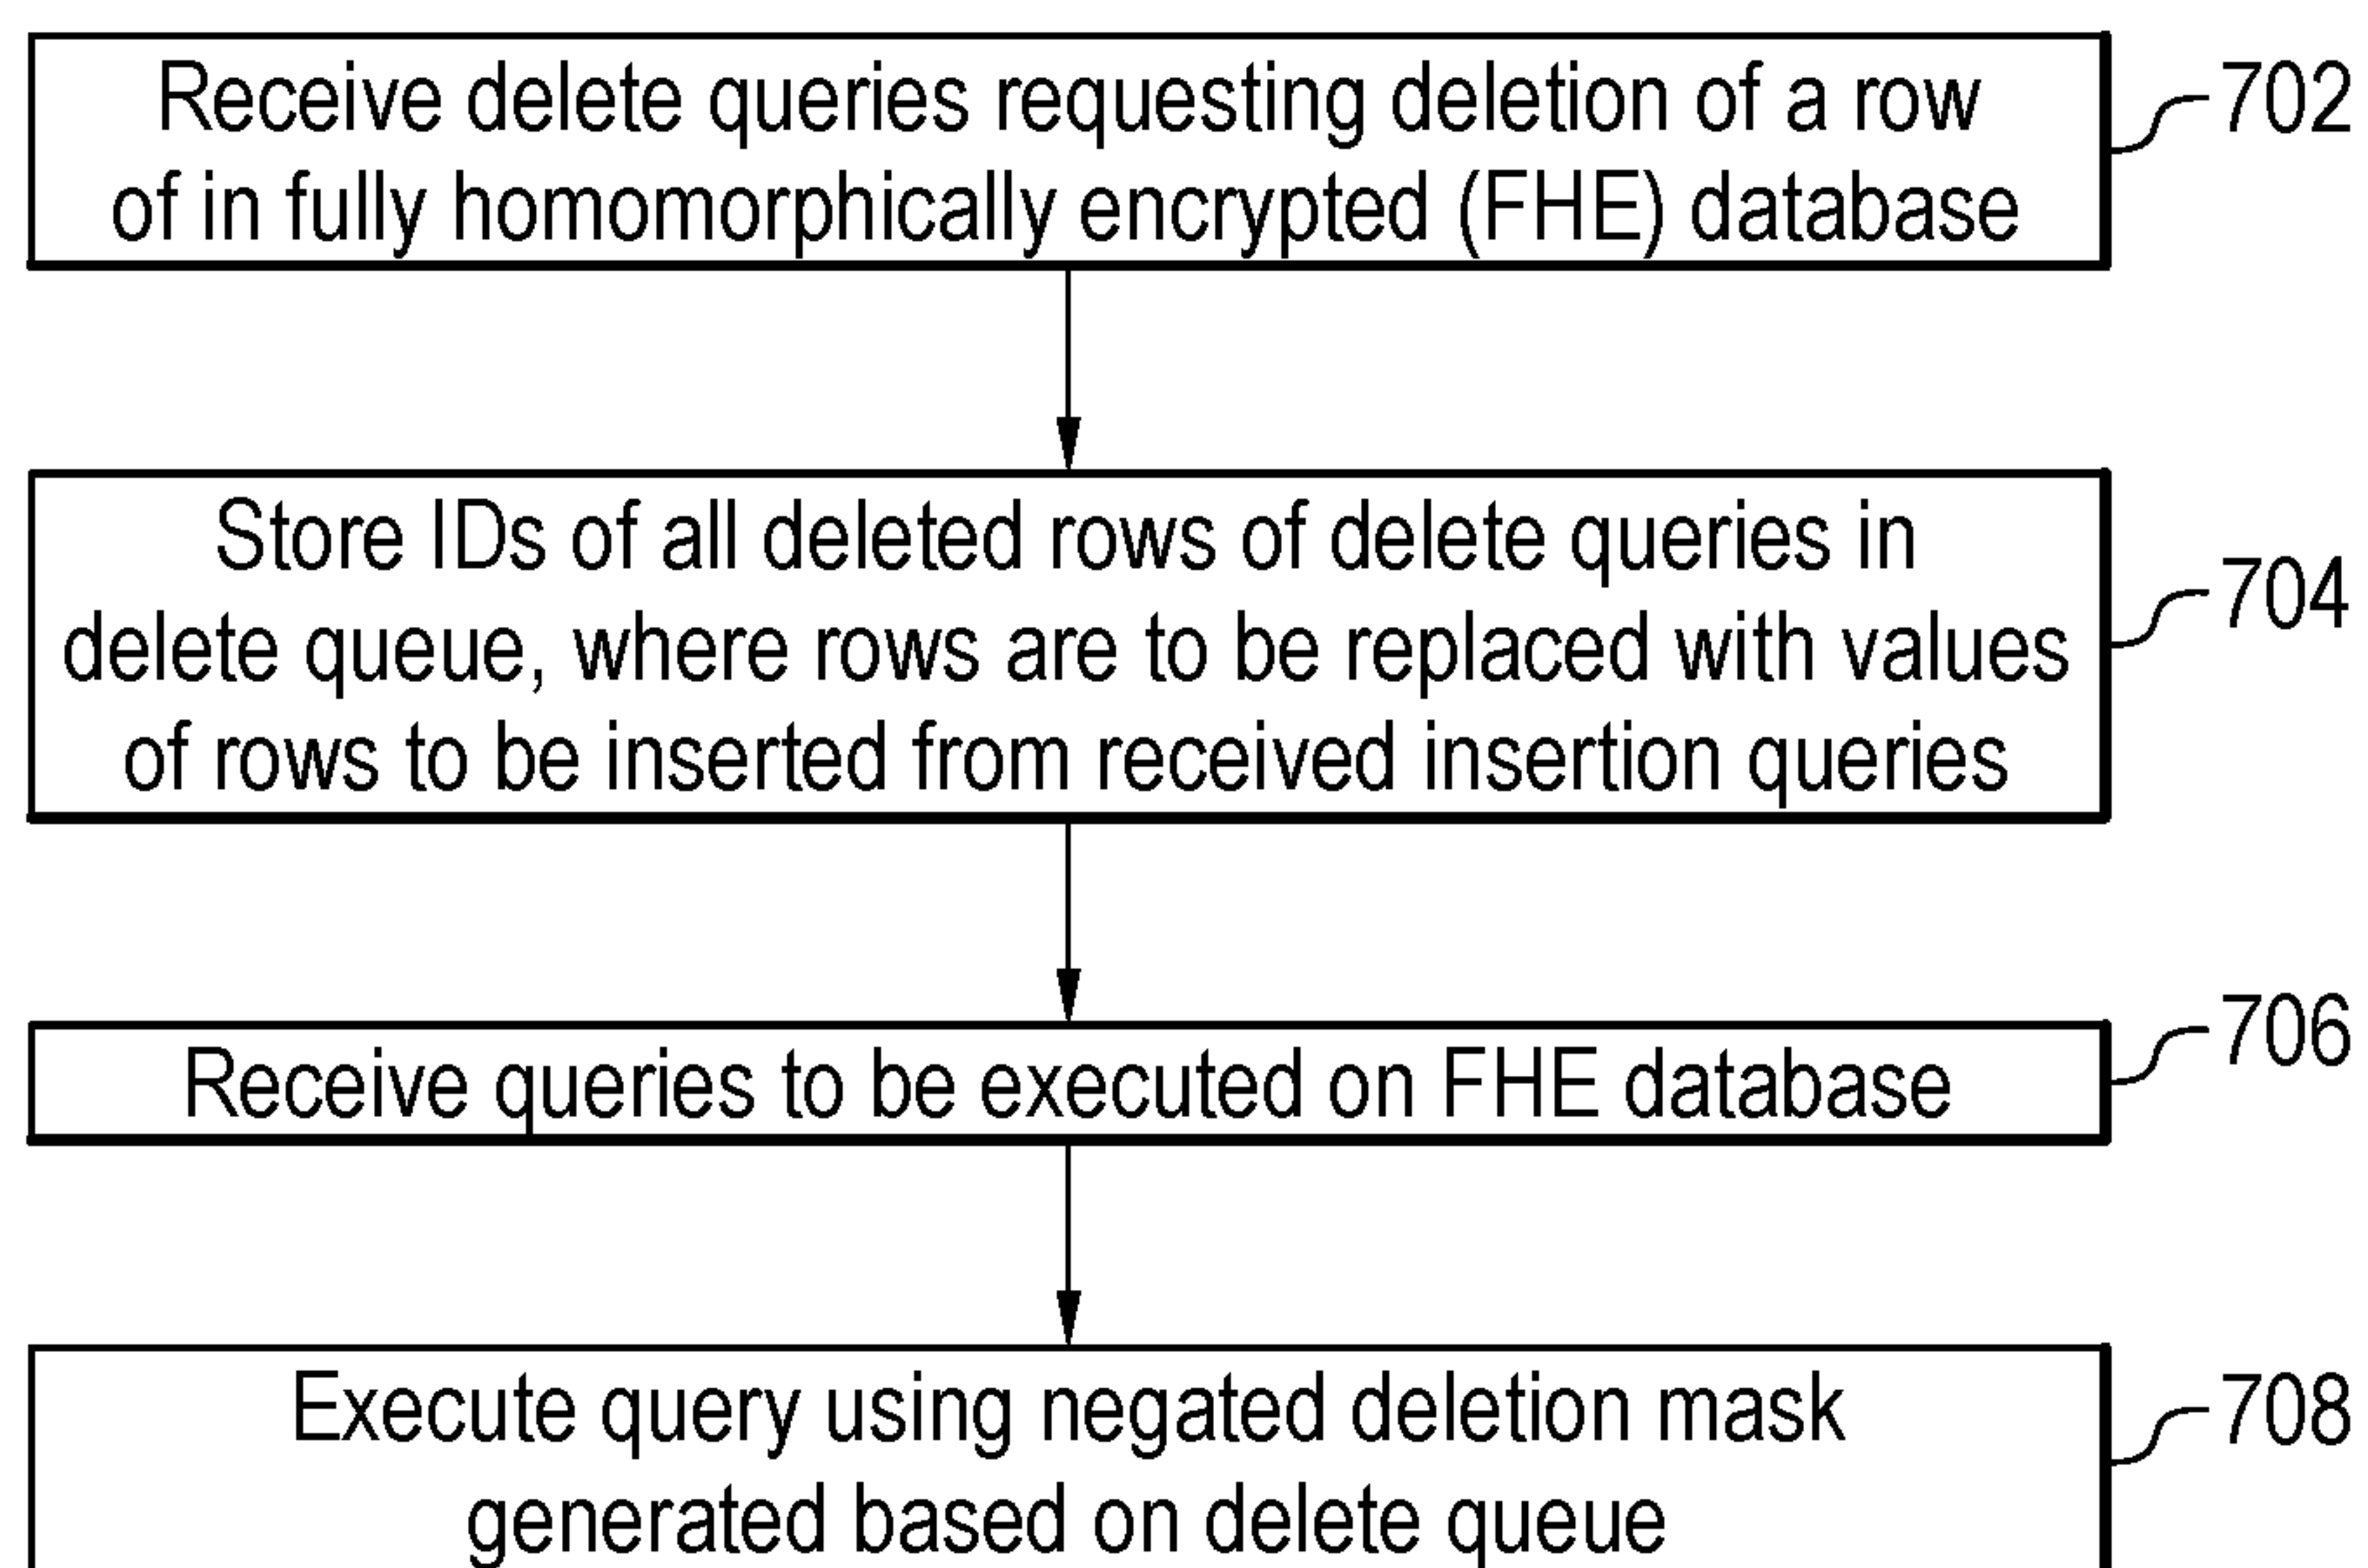 Receive delete queries requesting deletion of a row
of in fully homomorphically encrypted (FHE) database
702
Store IDs of all deleted rows of delete queries in
delete queue, where rows are to be replaced with values
of rows to be inserted from received insertion queries
704
Receive queries to be executed on FHE database
706
Execute query using negated deletion mask
generated based on delete queue
708